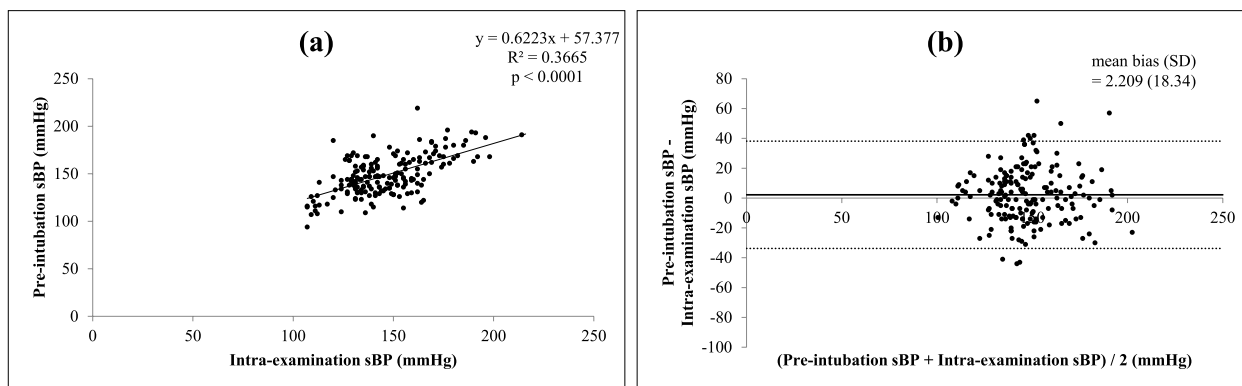 (a)
y = 0.6223x + 57.377
R² = 0.3665
p < 0.0001
Pre-intubation sBP (mmHg)
250
200
150
100
50
0
0 50 100 150 200 250
Intra-examination sBP (mmHg)
(b)
mean bias (SD)
= 2.209 (18.34)
Pre-intubation sBP -
Intra-examination sBP (mmHg)
80
60
40
20
0
-20
-40
-60
-80
-100
0 50 100 150 200 250
(Pre-intubation sBP + Intra-examination sBP) / 2 (mmHg)